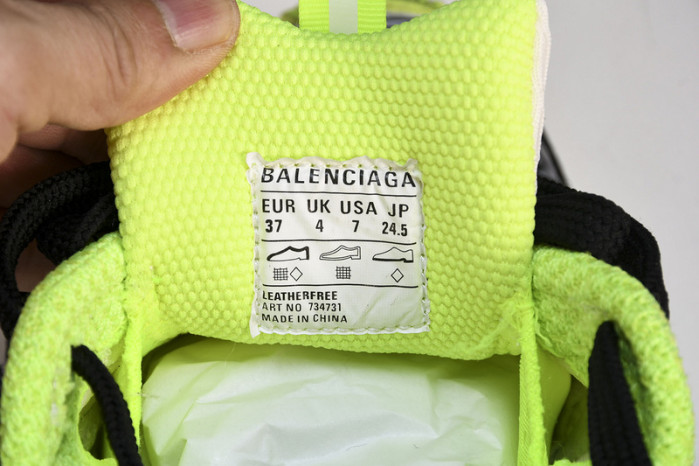 BALENCIAGA
EUR UK USA JP
37 4 7 24.5
LEATHERFREE
ART NO 734731
MADE IN CHINA